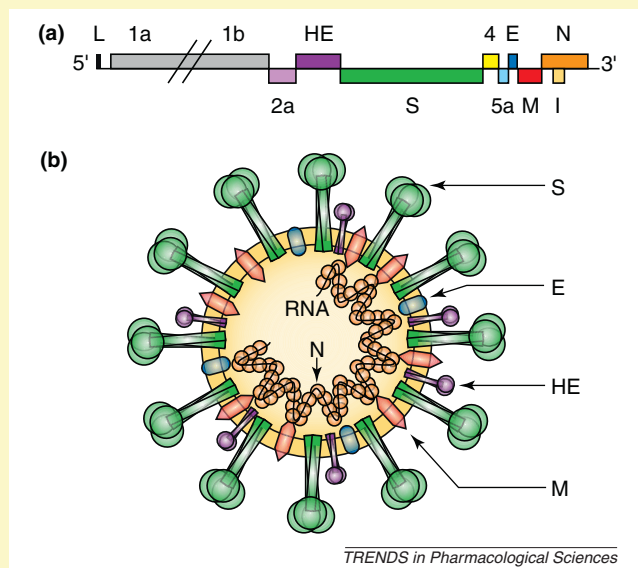 (a)
L 1a 1b HE 4 E N
5' 3'
2a S 5a M I
(b)
S
E
RNA
N
HE
M
TRENDS in Pharmacological Sciences